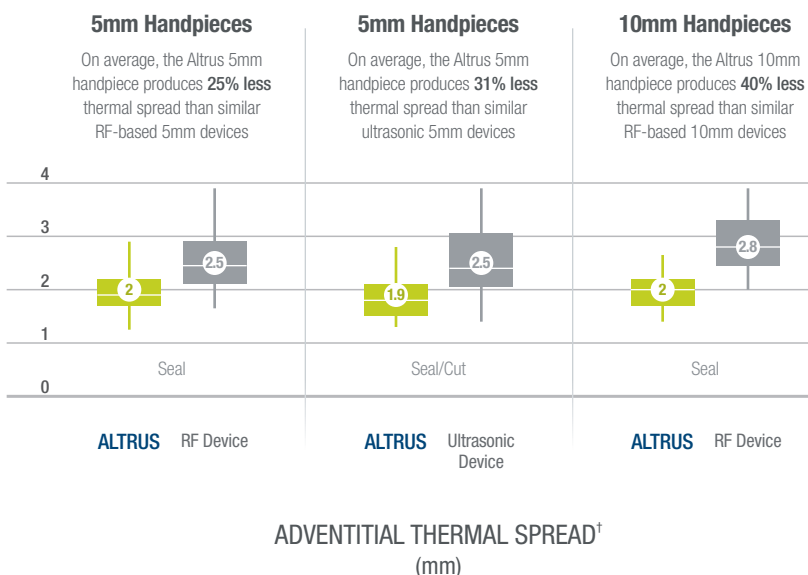 5mm Handpieces
On average, the Altrus 5mm
handpiece produces 25% less
thermal spread than similar
RF-based 5mm devices
5mm Handpieces
On average, the Altrus 5mm
handpiece produces 31% less
thermal spread than similar
ultrasonic 5mm devices
10mm Handpieces
On average, the Altrus 10mm
handpiece produces 40% less
thermal spread than similar
RF-based 10mm devices
4
3
2
1
0
2
2.5
1.9
2.5
2
2.8
Seal
Seal/Cut
Seal
ALTRUS
RF Device
ALTRUS
Ultrasonic
Device
ALTRUS
RF Device
ADVENTITIAL THERMAL SPREAD†
(mm)